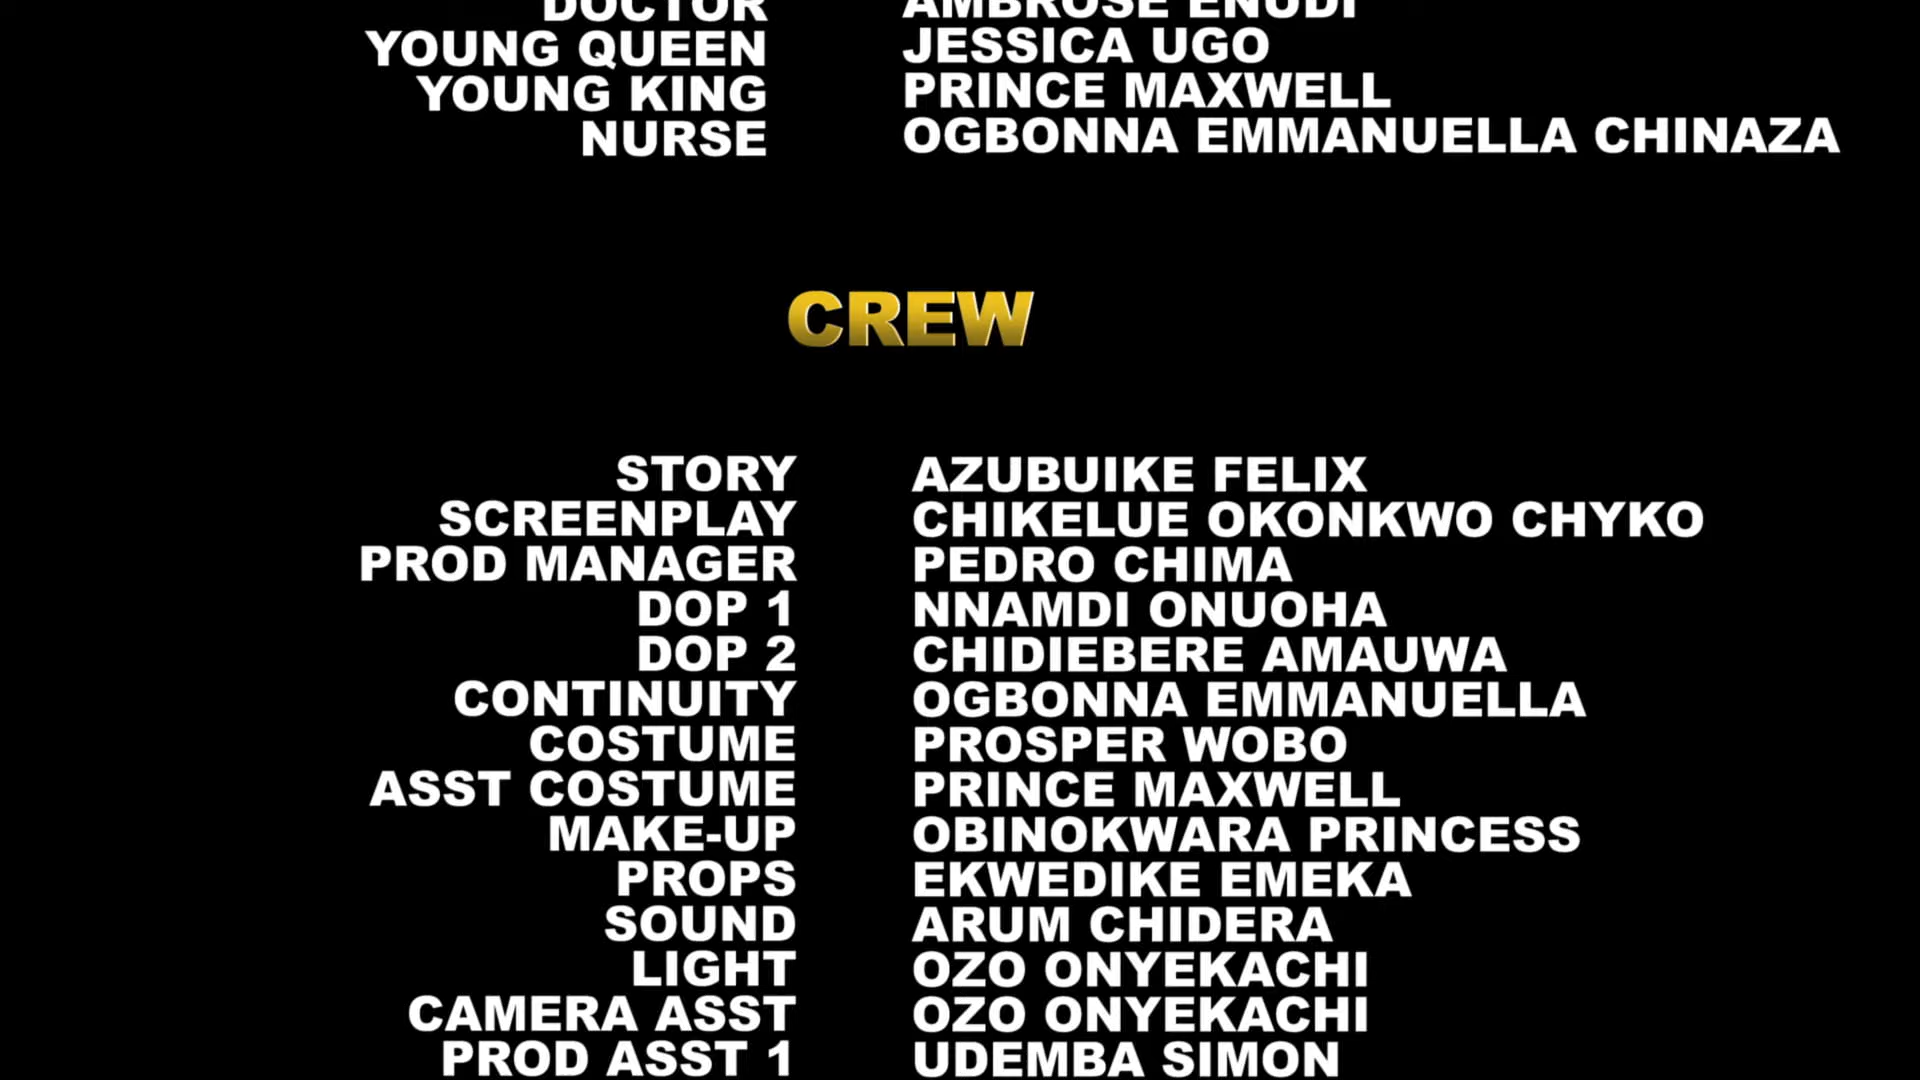 DOCTOR AMBROSE ENUDI
YOUNG QUEEN JESSICA UGO
YOUNG KING PRINCE MAXWELL
NURSE OGBONNA EMMANUELLA CHINAZA
CREW
STORY AZUBUIKE FELIX
SCREENPLAY CHIKELUE OKONKWO CHYKO
PROD MANAGER PEDRO CHIMA
DOP 1 NNAMDI ONUOHA
DOP 2 CHIDIEBERE AMAUWA
CONTINUITY OGBONNA EMMANUELLA
COSTUME PROSPER WOBO
ASST COSTUME PRINCE MAXWELL
MAKE-UP OBINOKWARA PRINCESS
PROPS EKWEDIKE EMEKA
SOUND ARUM CHIDERA
LIGHT OZO ONYEKACHI
CAMERA ASST OZO ONYEKACHI
PROD ASST 1 UDEMBA SIMON